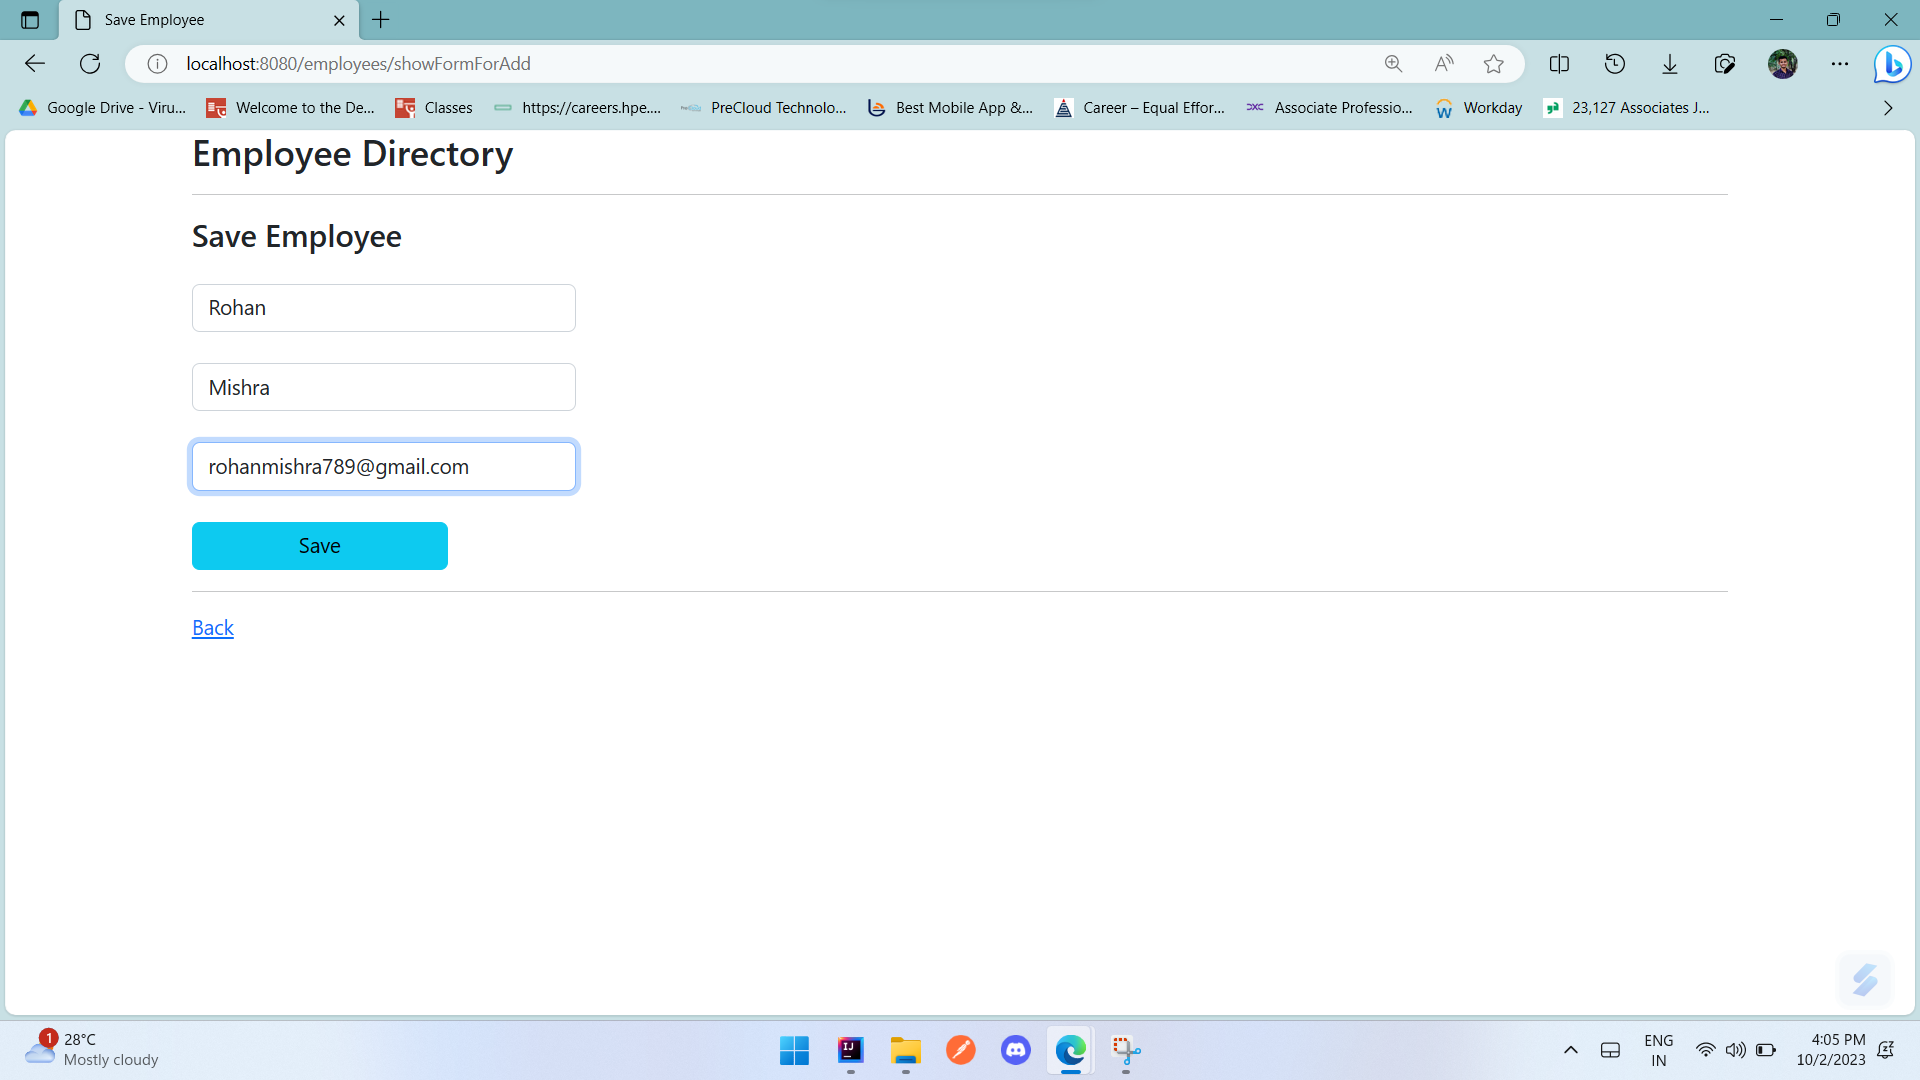 Save Employee
localhost:8080/employees/showFormForAdd
Google Drive - Viru...
Welcome to the De...
Classes
https://careers.hpe....
PreCloud Technolo...
Best Mobile App &...
Career – Equal Effor...
Associate Professio...
Workday
23,127 Associates J...
Employee Directory
Save Employee
Rohan
Mishra
rohanmishra789@gmail.com
Save
Back
1
28°C
Mostly cloudy
ENG
IN
4:05 PM
10/2/2023